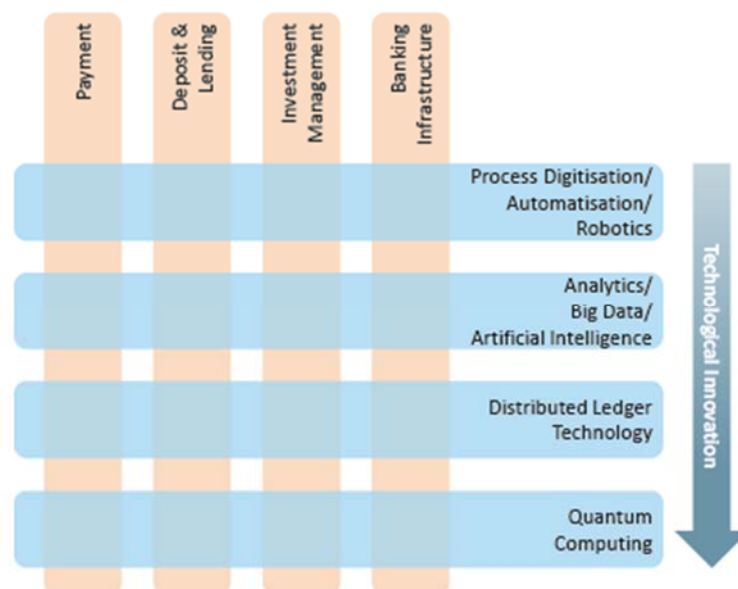 Payment
Deposit &
Lending
Investment
Management
Banking
Infrastructure
Process Digitisation/
Automatisation/
Robotics
Analytics/
Big Data/
Artificial Intelligence
Distributed Ledger
Technology
Quantum
Computing
Technological Innovation